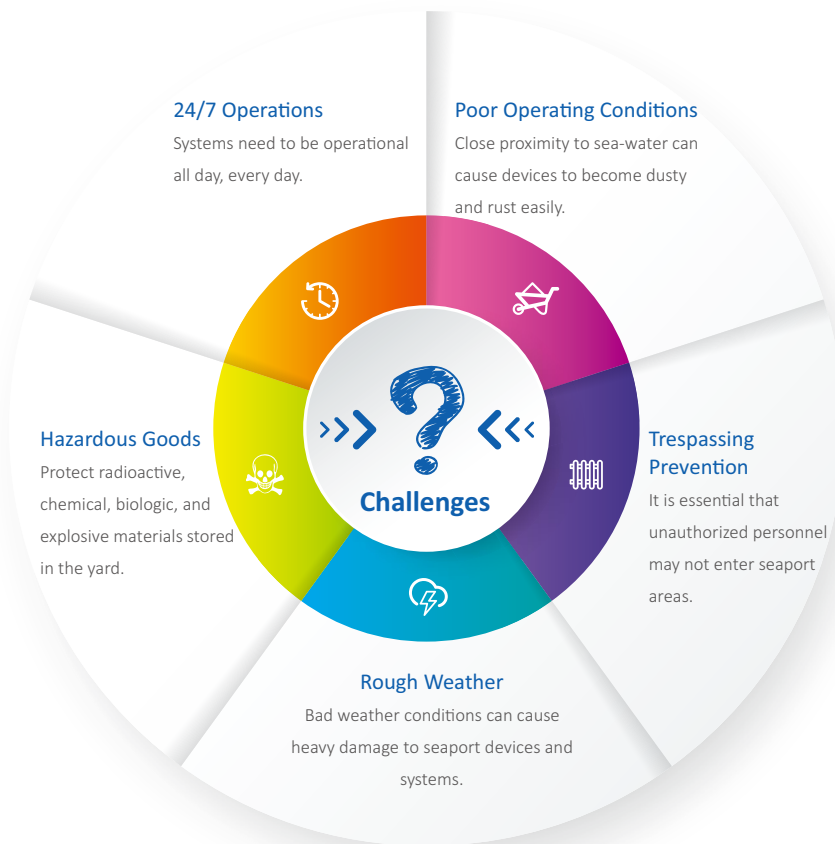 24/7 Operations
Systems need to be operational
all day, every day.
Poor Operating Conditions
Close proximity to sea-water can
cause devices to become dusty
and rust easily.
Hazardous Goods
Protect radioactive,
chemical, biologic, and
explosive materials stored
in the yard.
?
Challenges
Trespassing
Prevention
It is essential that
unauthorized personnel
may not enter seaport
areas.
Rough Weather
Bad weather conditions can cause
heavy damage to seaport devices and
systems.